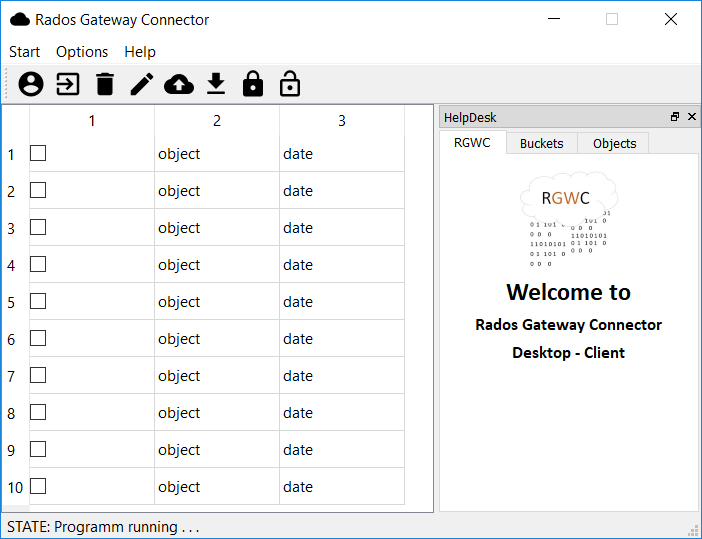 Rados Gateway Connector
Start Options Help
1 2 3
1 object date
2 object date
3 object date
4 object date
5 object date
6 object date
7 object date
8 object date
9 object date
10 object date
HelpDesk
RGWC Buckets Objects
RGWC
Welcome to
Rados Gateway Connector
Desktop - Client
STATE: Programm running . . .